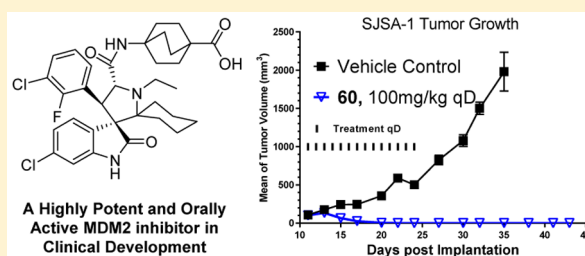 O
HN
O
OH
Cl
N
F
O
N
H
Cl
A Highly Potent and Orally
Active MDM2 inhibitor in
Clinical Development
SJSA-1 Tumor Growth
Mean of Tumor Volume (mm³)
2500
2000
1500
1000
500
0
Vehicle Control
60, 100mg/kg qD
Treatment qD
10 15 20 25 30 35 40
Days post Implantation